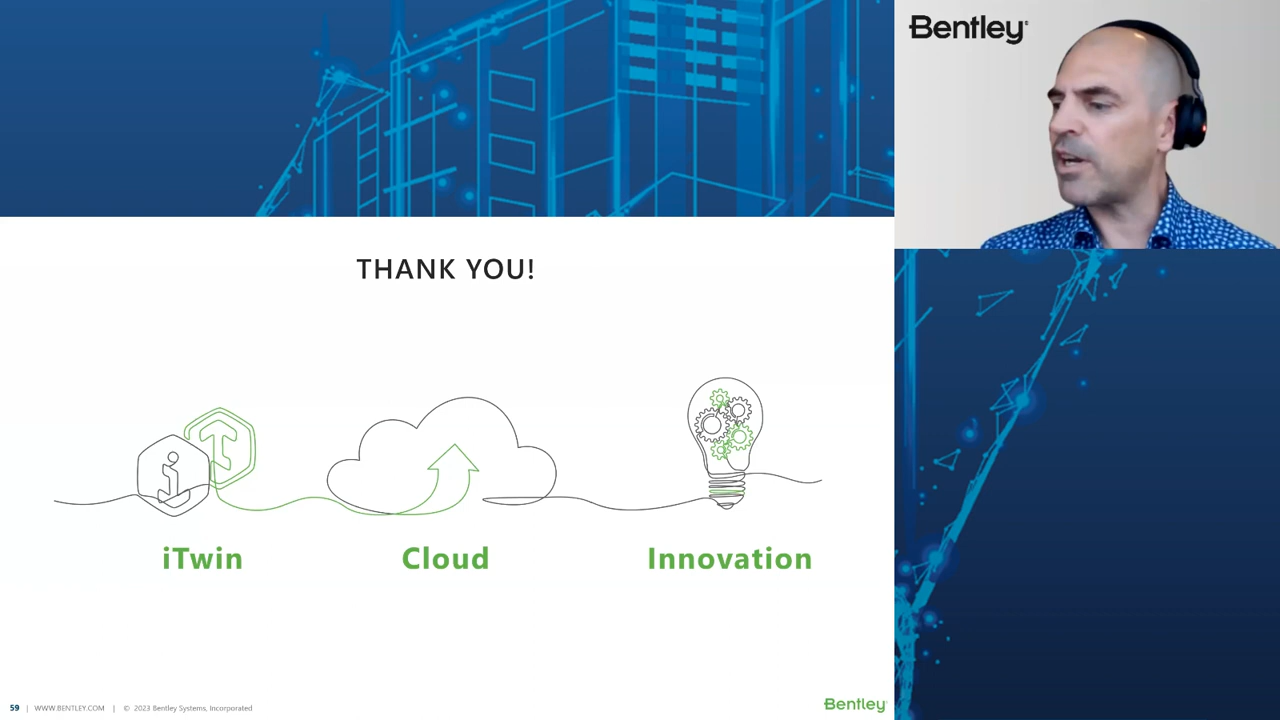 Bentley
THANK YOU!
iTwin
Cloud
Innovation
59 | WWW.BENTLEY.COM | © 2023 Bentley Systems, Incorporated
Bentley